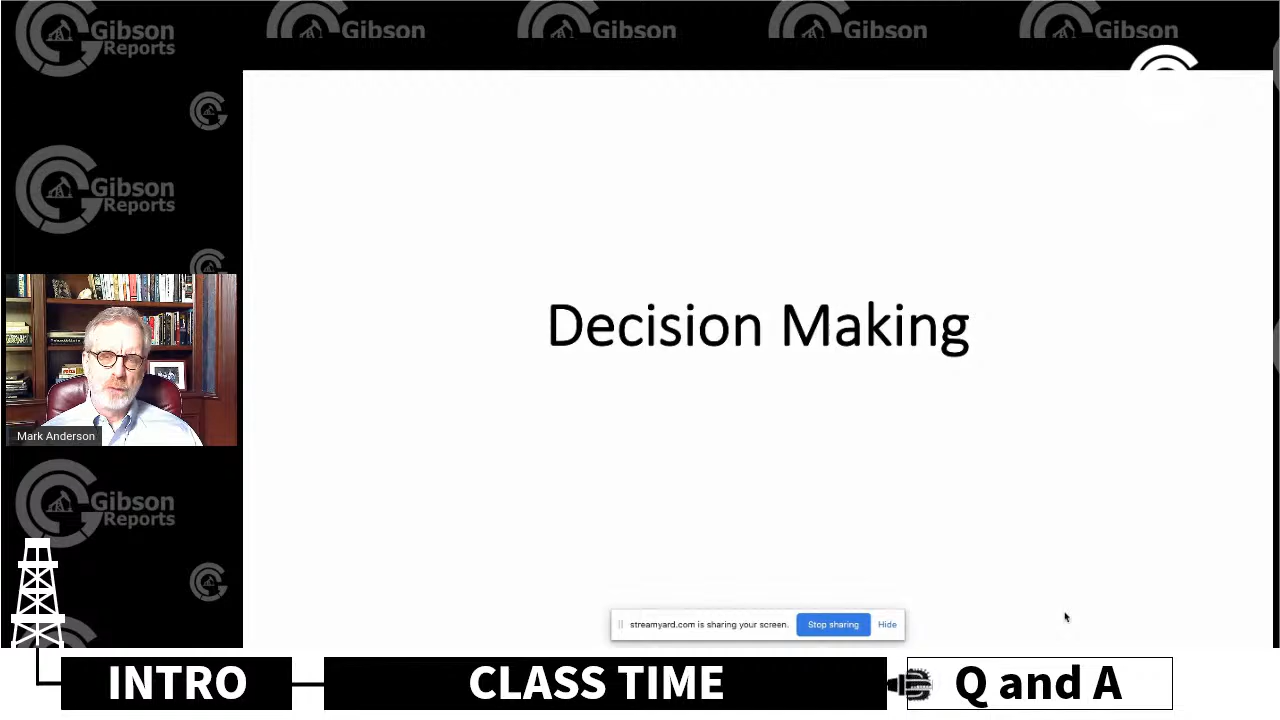 Gibson
Reports
Gibson
Gibson
Gibson
Gibson
Gibson
Reports
Decision Making
Mark Anderson
Gibson
Reports
streamyard.com is sharing your screen.
Stop sharing
Hide
INTRO
CLASS TIME
Q and A